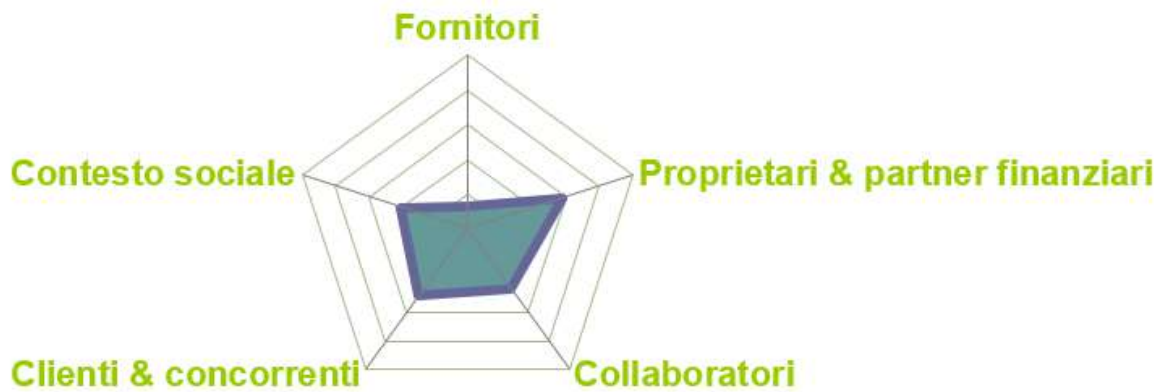 Fornitori
Contesto sociale
Proprietari & partner finanziari
Clienti & concorrenti
Collaboratori